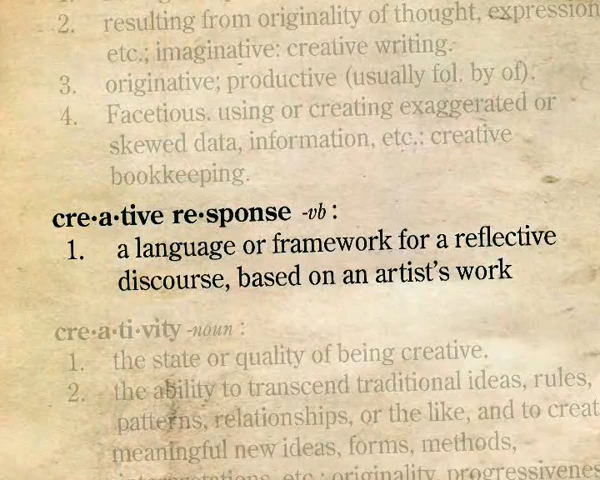 2. resulting from originality of thought, expression
etc.; imaginative: creative writing.
3. originative; productive (usually fol. by of).
4. Facetious. using or creating exaggerated or
skewed data, information, etc.: creative
bookkeeping.
cre•a•tive re•sponse -vb :
1. a language or framework for a reflective
discourse, based on an artist's work
cre•a•ti•vity -noun :
1. the state or quality of being creative.
2. the ability to transcend traditional ideas, rules,
patterns, relationships, or the like, and to creat
meaningful new ideas, forms, methods,
interpretations, etc.; originality, progressivenes